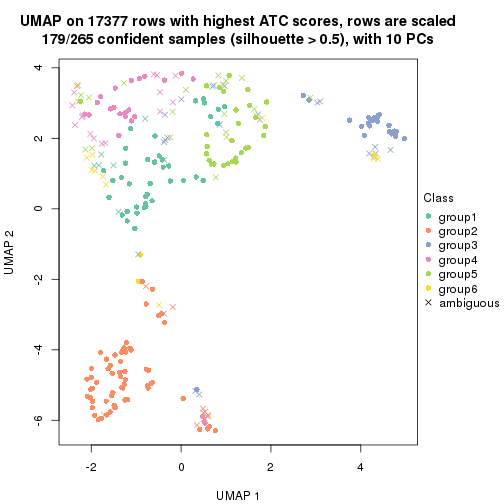 UMAP on 17377 rows with highest ATC scores, rows are scaled
179/265 confident samples (silhouette > 0.5), with 10 PCs
4
2
0
-2
-4
-6
UMAP 2
-2 0 2 4
UMAP 1
Class
group1
group2
group3
group4
group5
group6
ambiguous